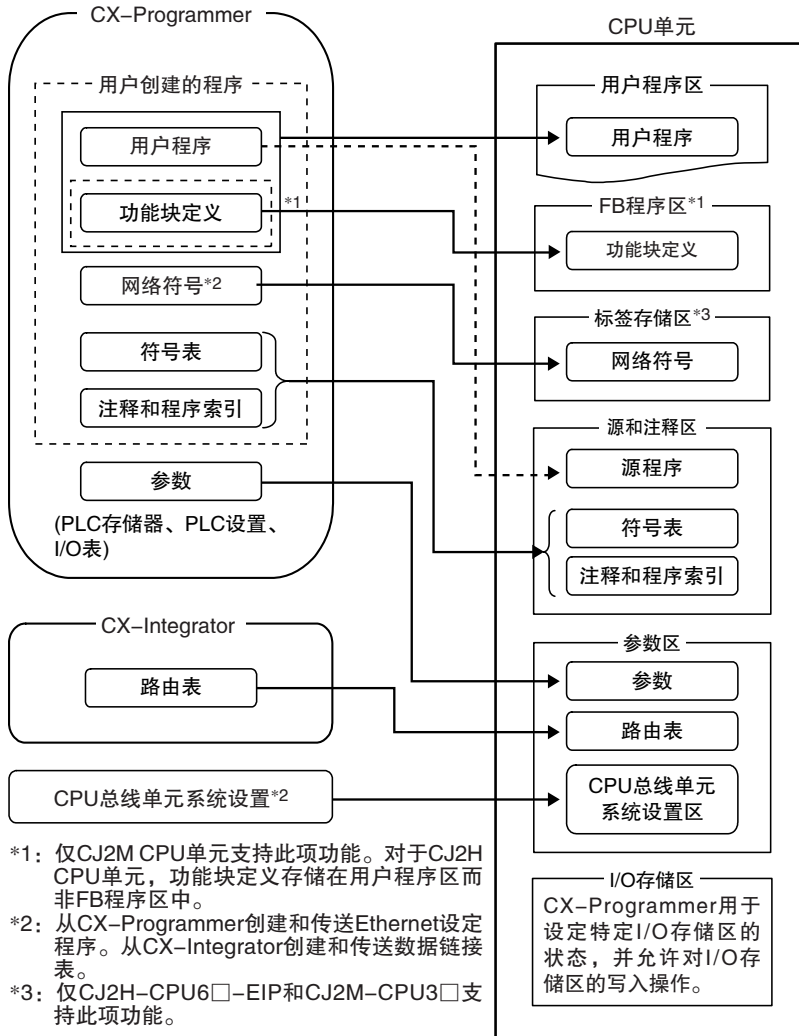 CX-Programmer
用户创建的程序
用户程序
功能块定义
*1
网络符号*2
符号表
注释和程序索引
参数
(PLC存储器、PLC设置、
I/O表)
CX-Integrator
路由表
CPU总线单元系统设置*2
*1：仅CJ2M CPU单元支持此项功能。对于CJ2H
CPU单元，功能块定义存储在用户程序区而
非FB程序区中。
*2：从CX-Programmer创建和传送Ethernet设定
程序。从CX-Integrator创建和传送数据链接
表。
*3：仅CJ2H-CPU6□-EIP和CJ2M-CPU3□支
持此项功能。
CPU单元
用户程序区
用户程序
FB程序区*1
功能块定义
标签存储区*3
网络符号
源和注释区
源程序
符号表
注释和程序索引
参数区
参数
路由表
CPU总线单元
系统设置区
I/O存储区
CX-Programmer用于
设定特定I/O存储区的
状态，并允许对I/O存
储区的写入操作。